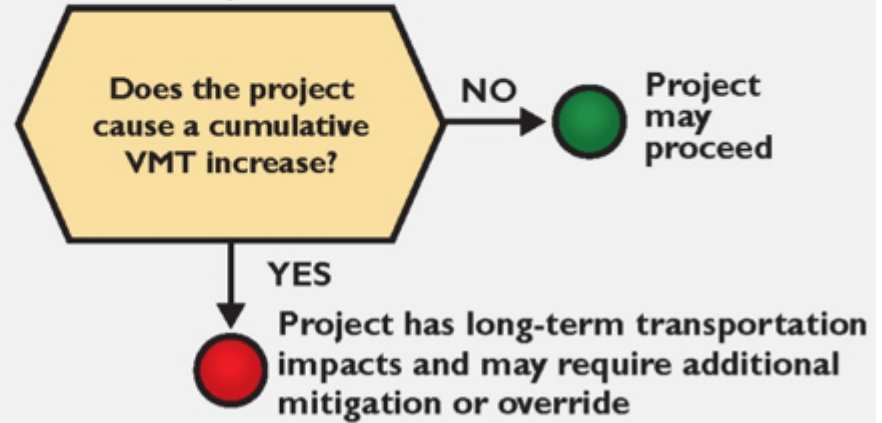 Does the project
cause a cumulative
VMT increase?
NO
Project
may
proceed
YES
Project has long-term transportation
impacts and may require additional
mitigation or override